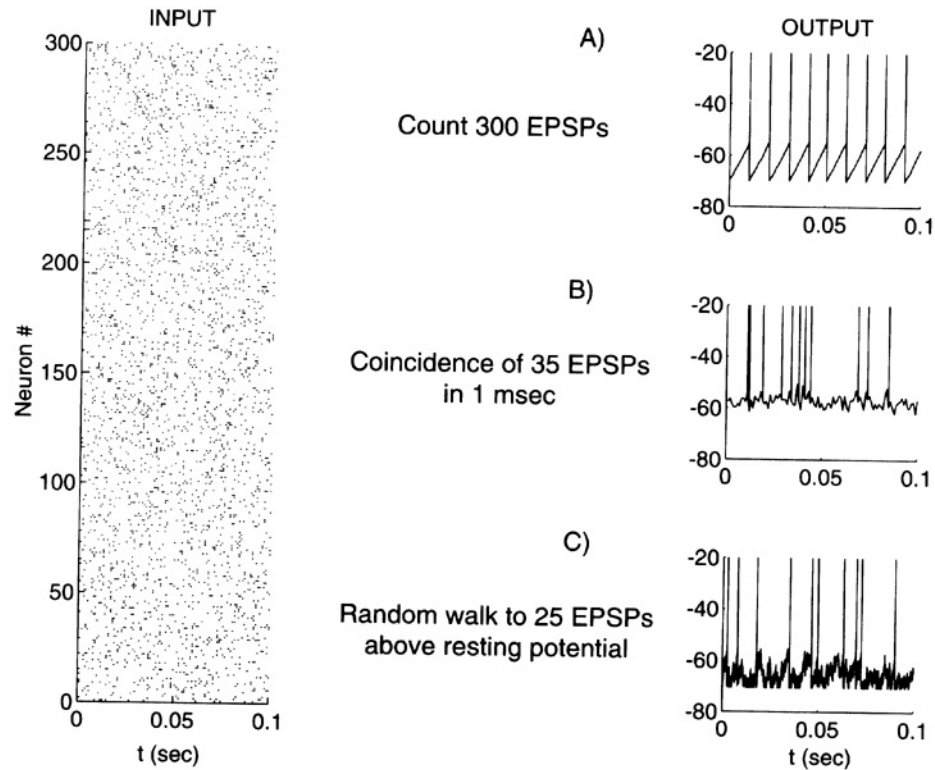 INPUT
300
250
200
150
100
50
0
Neuron #
0
0.05
0.1
t (sec)
A)
Count 300 EPSPs
OUTPUT
-20
-40
-60
-80
0
0.05
0.1
B)
Coincidence of 35 EPSPs
in 1 msec
-20
-40
-60
-80
0
0.05
0.1
C)
Random walk to 25 EPSPs
above resting potential
-20
-40
-60
-80
0
0.05
0.1
t (sec)